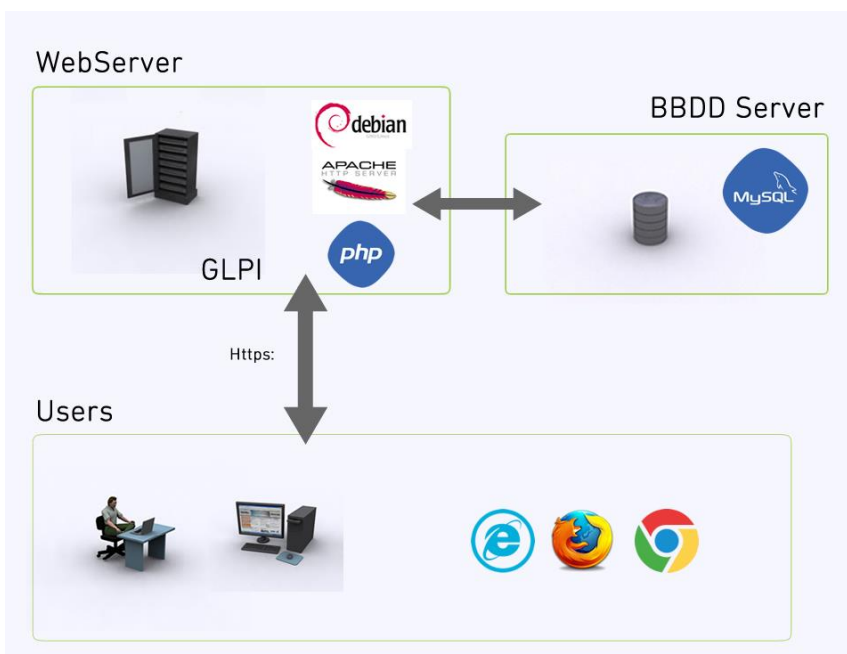 WebServer
debian
APACHE
HTTP SERVER
php
GLPI
BBDD Server
MySQL
Https:
Users